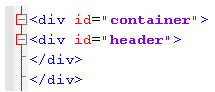 <div id="container">
<div id="header">
</div>
</div>